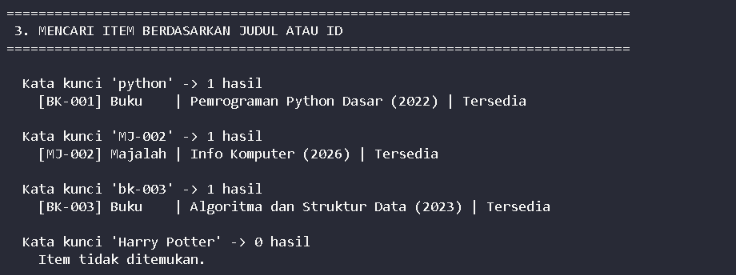 ==============================================================================
3. MENCARI ITEM BERDASARKAN JUDUL ATAU ID
==============================================================================
Kata kunci 'python' -> 1 hasil
[BK-001] Buku    | Pemrograman Python Dasar (2022) | Tersedia
Kata kunci 'MJ-002' -> 1 hasil
[MJ-002] Majalah | Info Komputer (2026) | Tersedia
Kata kunci 'bk-003' -> 1 hasil
[BK-003] Buku    | Algoritma dan Struktur Data (2023) | Tersedia
Kata kunci 'Harry Potter' -> 0 hasil
Item tidak ditemukan.